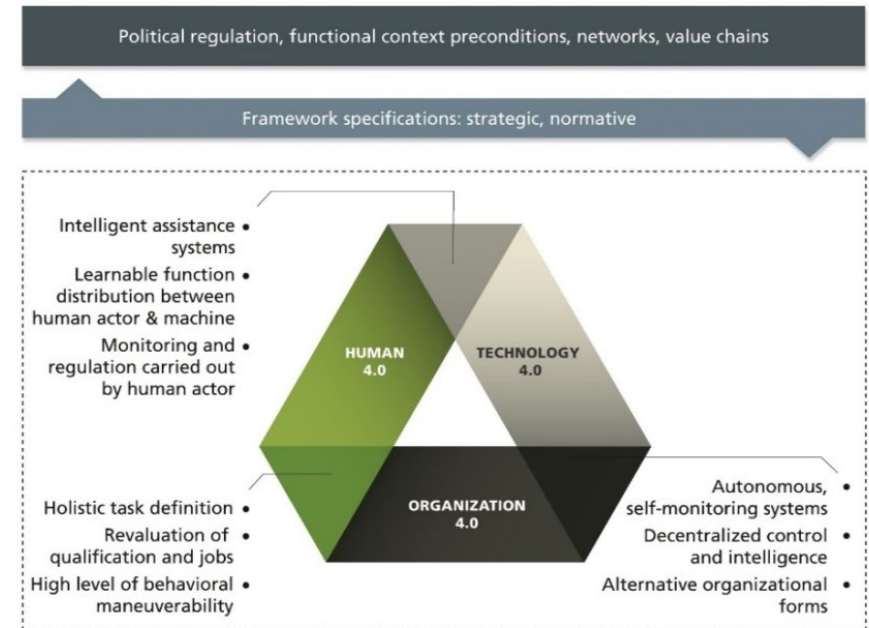 Political regulation, functional context preconditions, networks, value chains
Framework specifications: strategic, normative
Intelligent assistance •
systems
Learnable function •
distribution between
human actor & machine
Monitoring and •
regulation carried out
by human actor
HUMAN
4.0
TECHNOLOGY
4.0
ORGANIZATION
4.0
Holistic task definition •
Revaluation of •
qualification and jobs
High level of behavioral •
maneuverability
Autonomous, •
self-monitoring systems
Decentralized control •
and intelligence
Alternative organizational •
forms